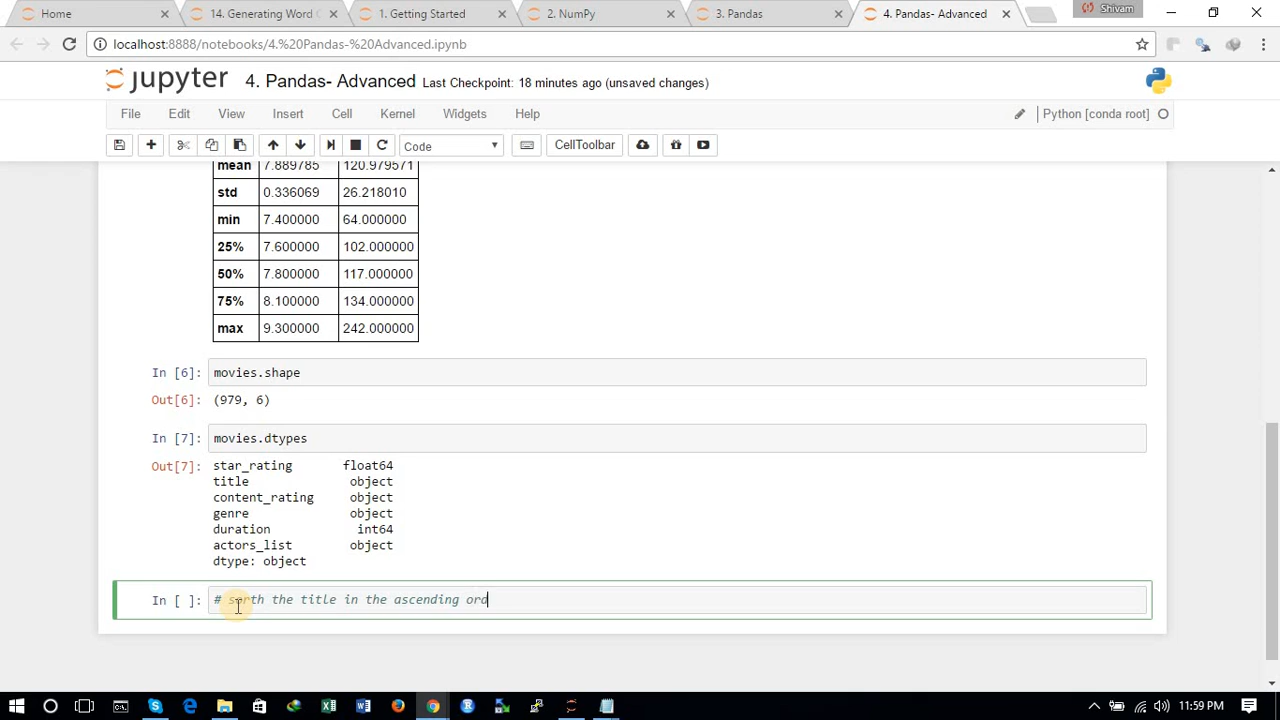 Home
14. Generating Word C
1. Getting Started
2. NumPy
3. Pandas
4. Pandas- Advanced
Shivam
localhost:8888/notebooks/4.%20Pandas-%20Advanced.ipynb
jupyter 4. Pandas- Advanced Last Checkpoint: 18 minutes ago (unsaved changes)
File Edit View Insert Cell Kernel Widgets Help Python [conda root]
Code CellToolbar
mean 7.889785 120.979571
std 0.336069 26.218010
min 7.400000 64.000000
25% 7.600000 102.000000
50% 7.800000 117.000000
75% 8.100000 134.000000
max 9.300000 242.000000
In [6]: movies.shape
Out[6]: (979, 6)
In [7]: movies.dtypes
Out[7]: star_rating float64
title object
content_rating object
genre object
duration int64
actors_list object
dtype: object
In [ ]: # sorth the title in the ascending ord
11:59 PM